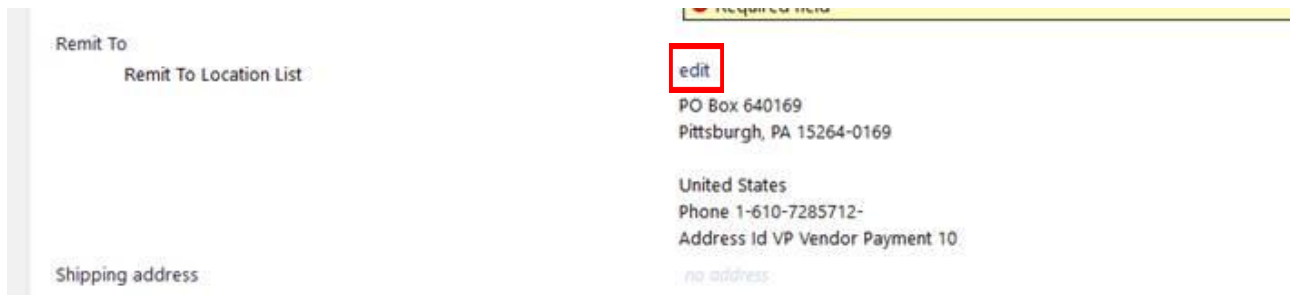 Required field
Remit To
Remit To Location List
edit
PO Box 640169
Pittsburgh, PA 15264-0169
United States
Phone 1-610-7285712-
Address Id VP Vendor Payment 10
Shipping address
no address